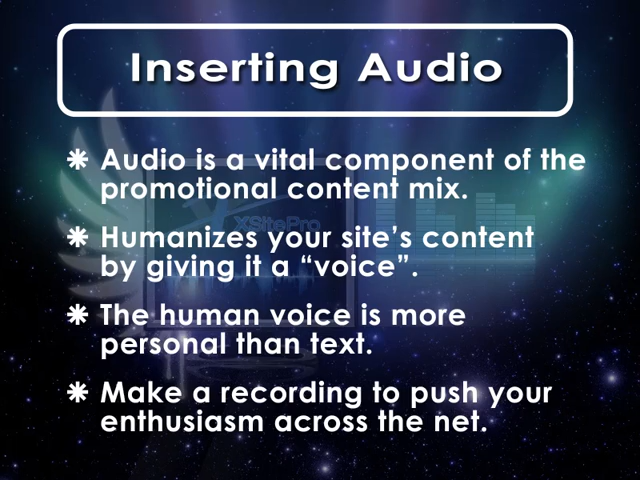 Inserting Audio
⁕ Audio is a vital component of the
promotional content mix.
XSitePro
⁕ Humanizes your site’s content
by giving it a “voice”.
⁕ The human voice is more
personal than text.
⁕ Make a recording to push your
enthusiasm across the net.